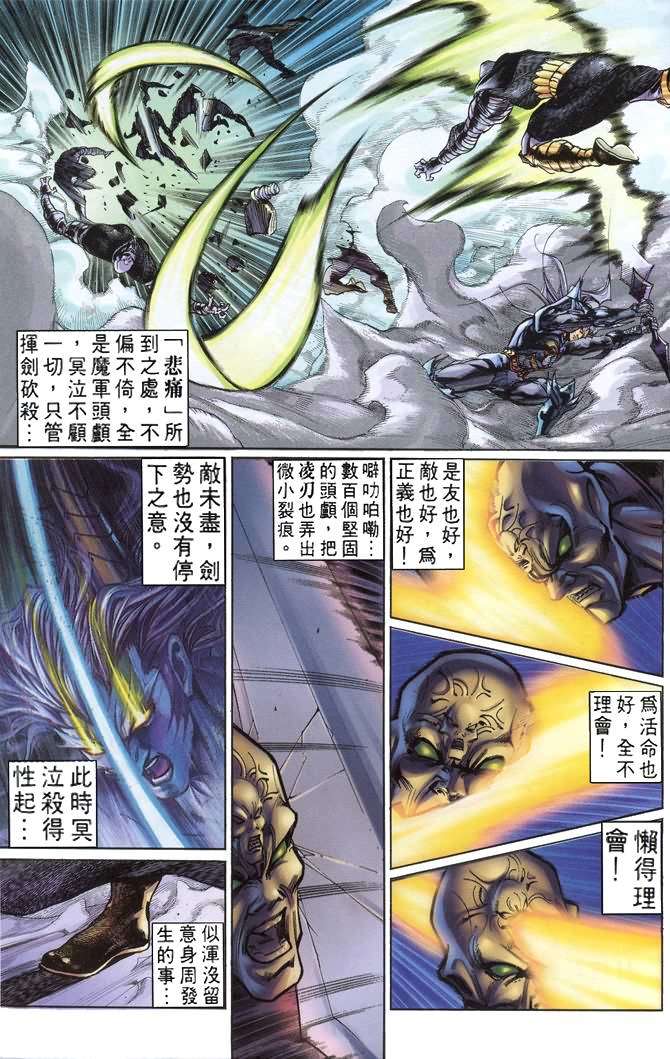 「悲痛」所
到之處，不
偏不倚，全
是魔軍頭顱
，冥泣不顧
一切，只管
揮劍砍殺…
是友也好，
敵也好，為
正義也好！
為活命也
好，全不
理會！
懶得理
會！
噼叻啪嘞…
數百個堅固
的頭顱，把
凌刃也弄出
微小裂痕。
敵未盡，劍
勢也沒有停
下之意。
此時冥
泣殺得
性起…
似渾沒留
意身周發
生的事…